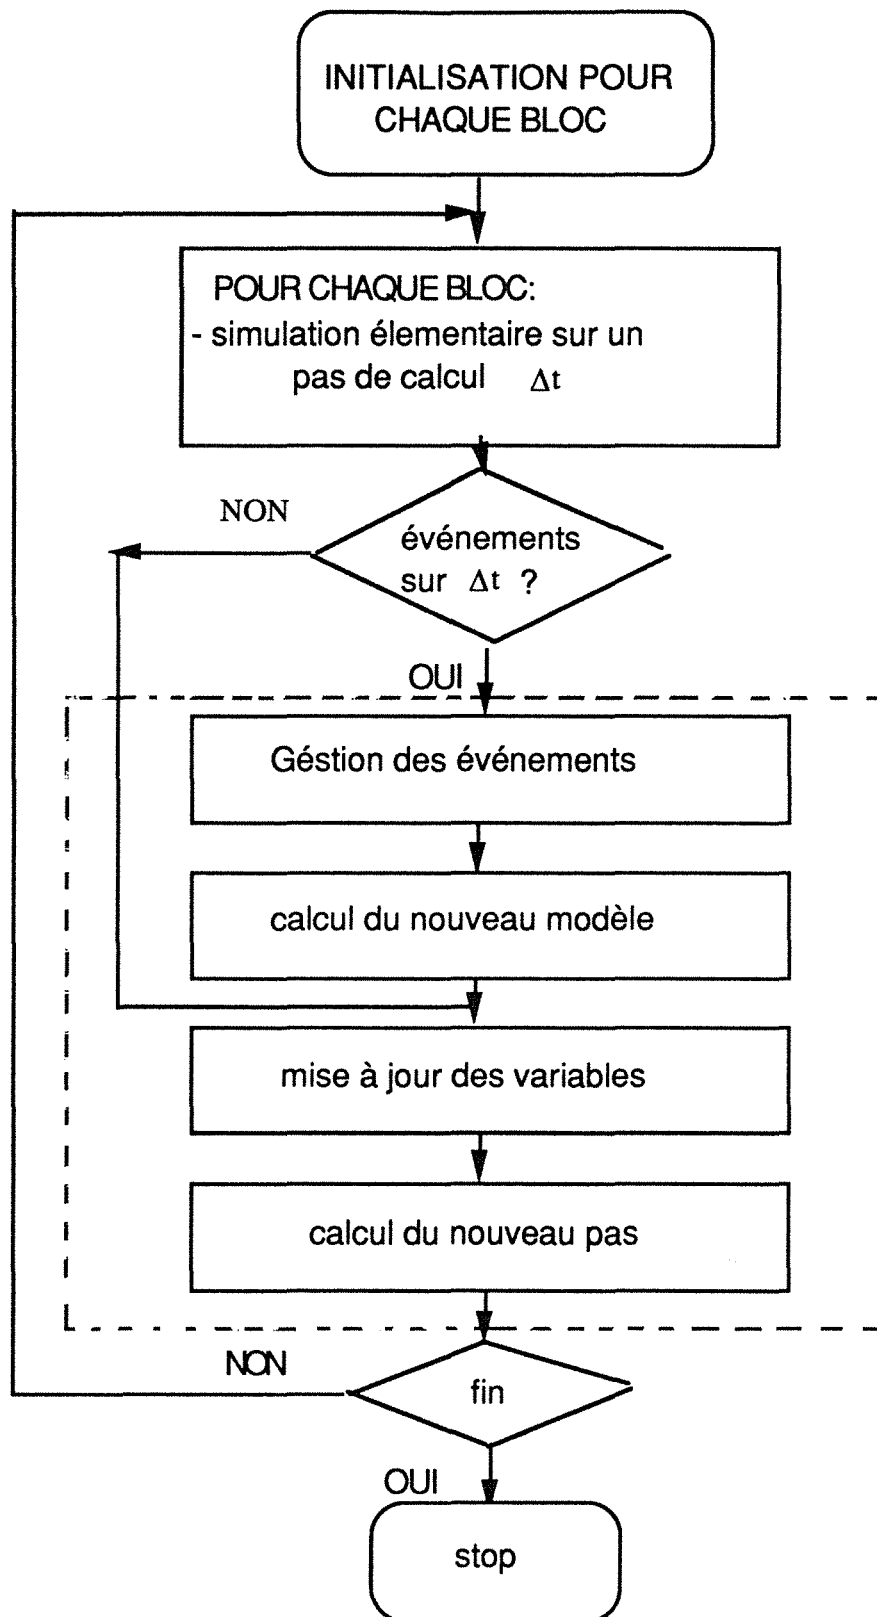 INITIALISATION POUR
CHAQUE BLOC
POUR CHAQUE BLOC:
- simulation élementaire sur un
pas de calcul Δt
NON
événements
sur Δt ?
OUI
Géstion des événements
calcul du nouveau modèle
mise à jour des variables
calcul du nouveau pas
NON
fin
OUI
stop